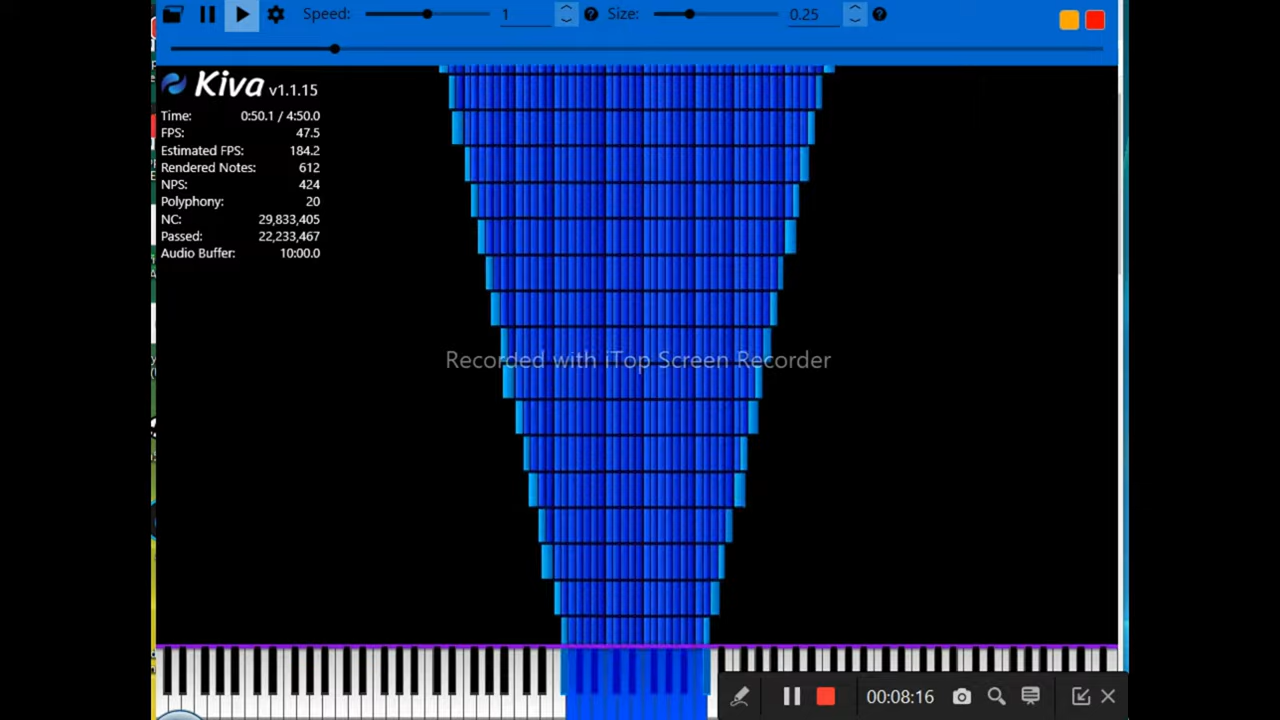 Speed: 1 Size: 0.25
Kiva v1.1.15
Time: 0:50.1 / 4:50.0
FPS: 47.5
Estimated FPS: 184.2
Rendered Notes: 612
NPS: 424
Polyphony: 20
NC: 29,833,405
Passed: 22,233,467
Audio Buffer: 10:00.0
Recorded with iTop Screen Recorder
00:08:16